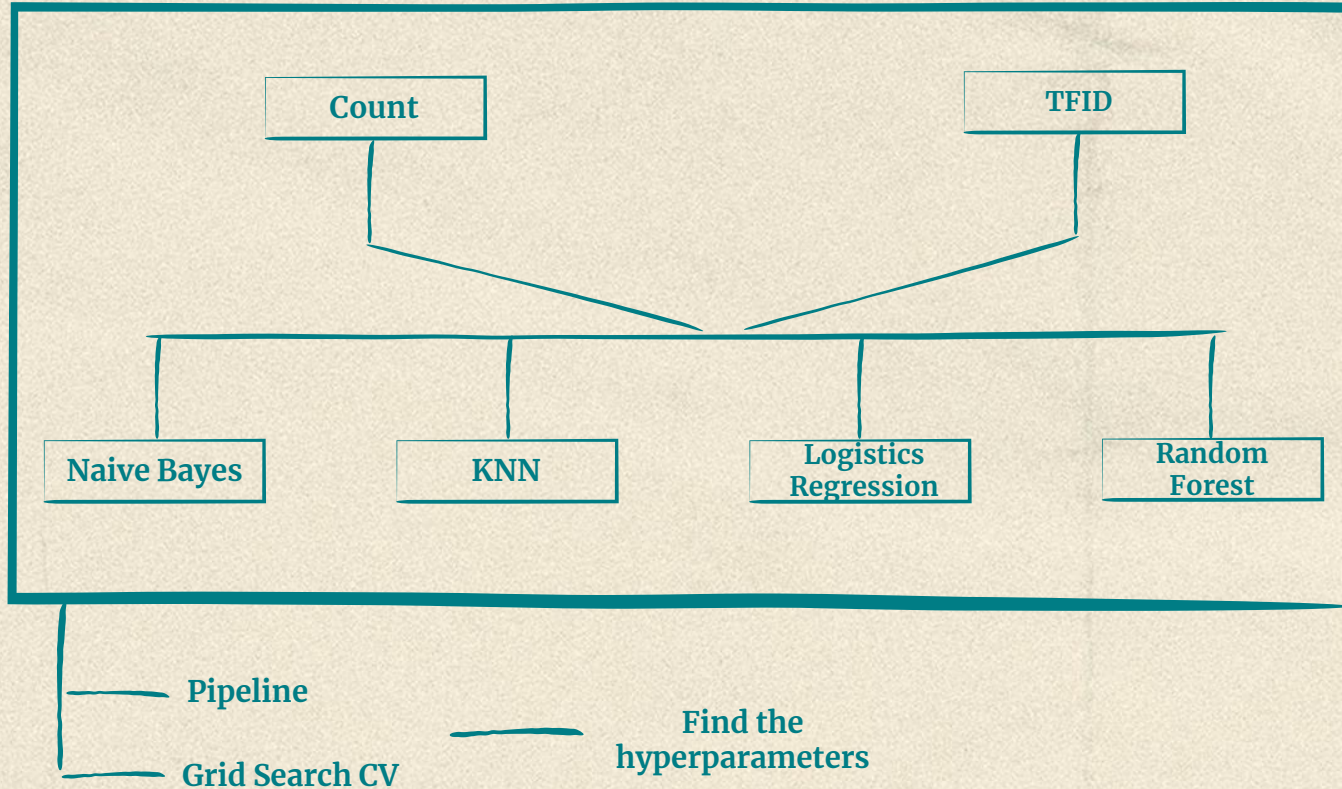 Count
TFID
Naive Bayes
KNN
Logistics
Regression
Random
Forest
Pipeline
Find the
hyperparameters
Grid Search CV